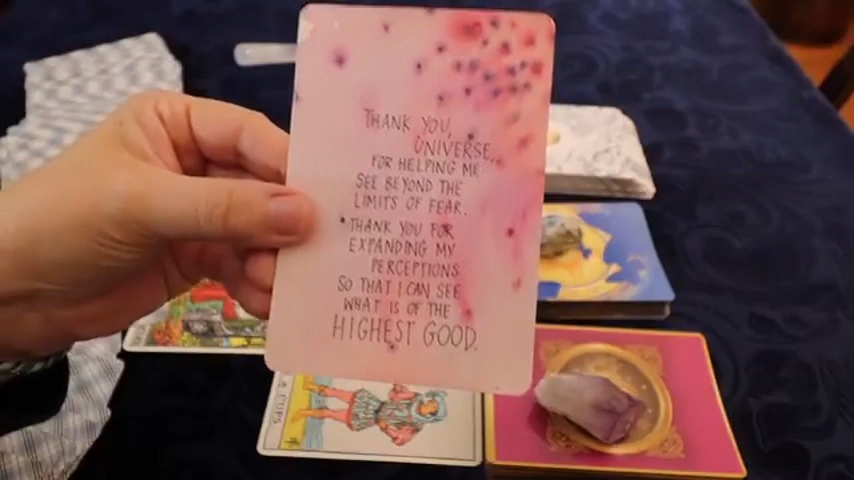 THANK YOU,
UNIVERSE,
FOR HELPING ME
SEE BEYOND THE
LIMITS OF FEAR.
THANK YOU FOR
EXPANDING MY
PERCEPTIONS
SO THAT I CAN SEE
WHAT IS OF THE
HIGHEST GOOD.
CUPS